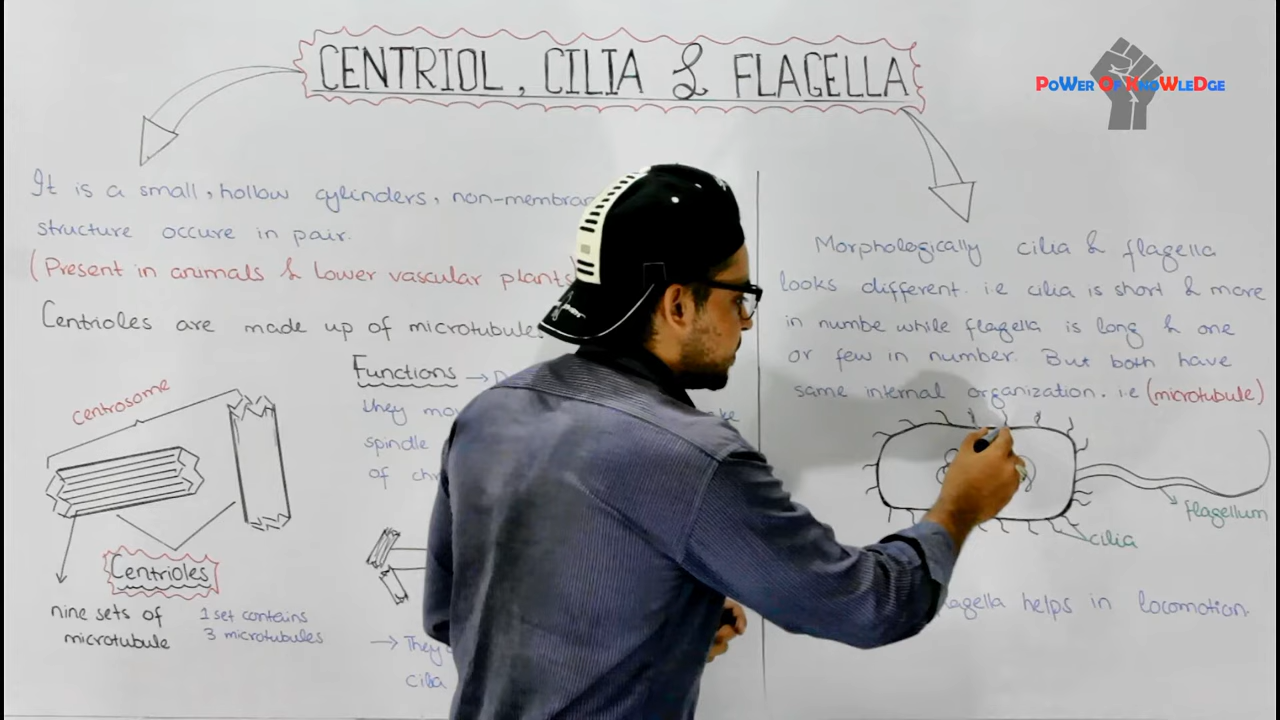 CENTRIOL, CILIA & FLAGELLA
PoWer Of KnoWleDge
It is a small, hollow cylinders, non-membran
structure occure in pair.
(Present in animals & Lower vascular plants)
Centrioles are made up of microtubule
centrosome
Centrioles
nine sets of
microtubule
1 set contains
3 microtubules
Functions →
they mo
spindle
of chr
→ They
cilia
Morphologically cilia & flagella
looks different. i.e cilia is short & more
in numbe while flagella is long & one
or few in number. But both have
same internal organization. i.e (microtubule)
flagellum
cilia
lagella helps in locomotion.